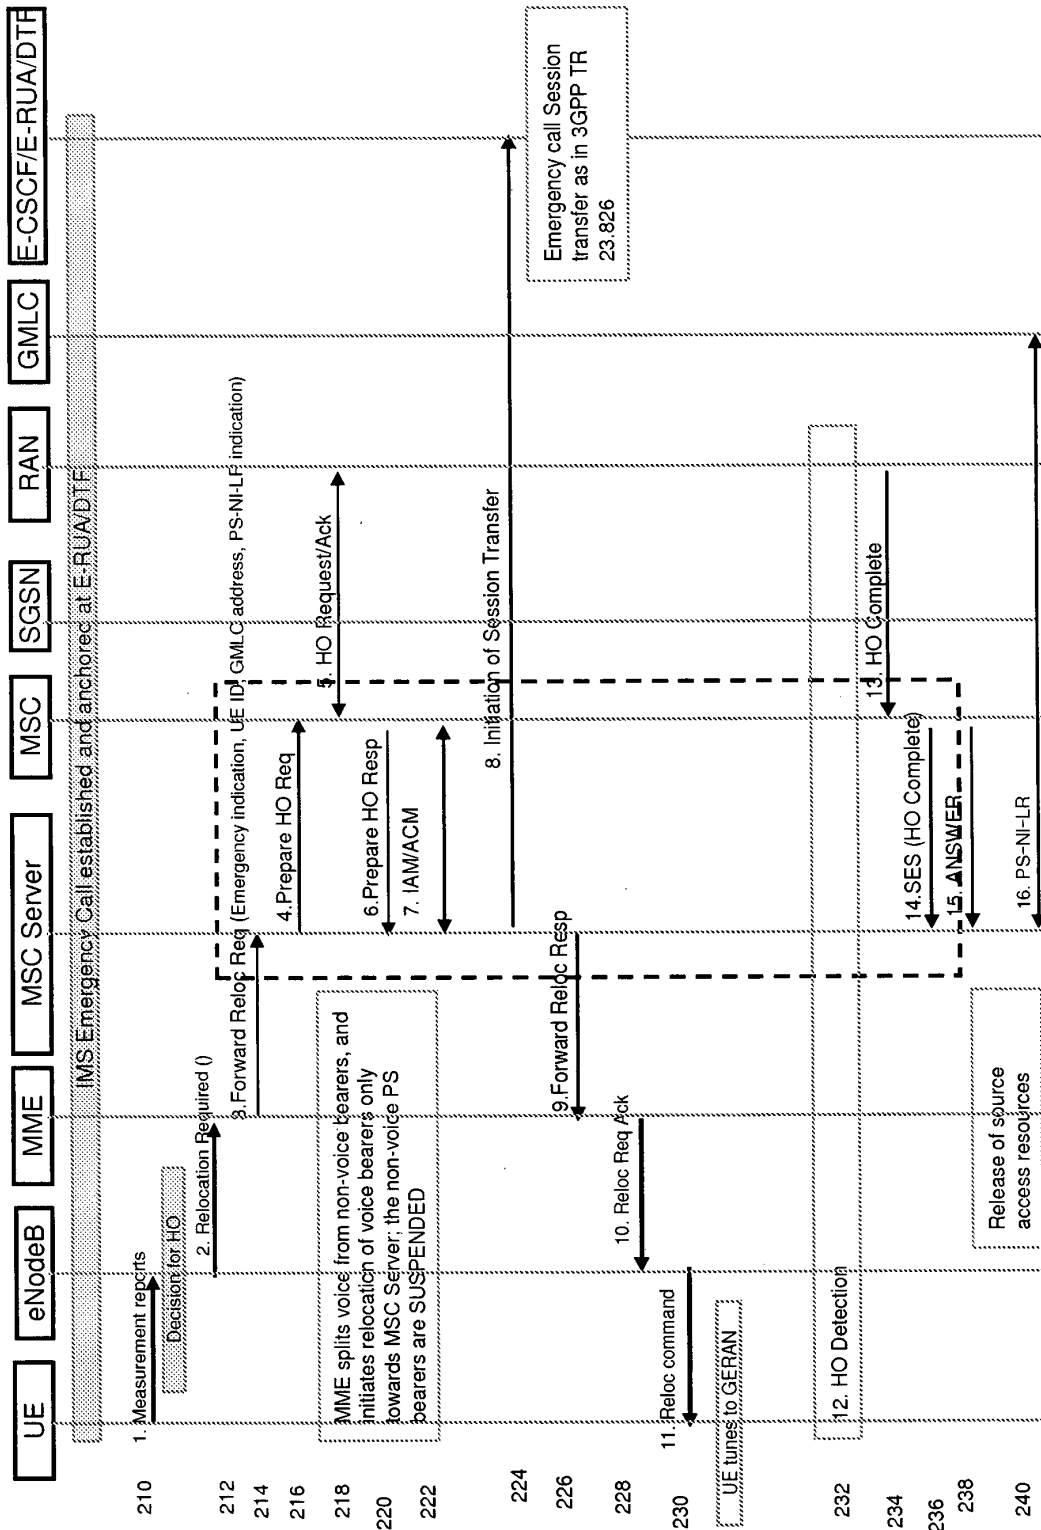 UE
eNodeB
MME
MSC Server
MSC
SGSN
RAN
GMLC
E-CSCF/E-RUA/DTF
IMS Emergency Call established and anchored at E-RUA/DTF
210
1. Measurement reports
Decision for HO
212
2. Relocation Required ()
214
3.Forward Reloc Req (Emergency indication, UE ID, GMLC address, PS-NI-LR indication)
216
4.Prepare HO Req
218
5. HO Request/Ack
MME splits voice from non-voice bearers, and
initiates relocation of voice bearers only
towards MSC Server; the non-voice PS
bearers are SUSPENDED
220
6.Prepare HO Resp
222
7. IAM/ACM
224
8. Initiation of Session Transfer
Emergency call Session
transfer as in 3GPP TR
23.826
226
9.Forward Reloc Resp
228
10. Reloc Req Ack
230
11. Reloc command
UE tunes to GERAN
232
12. HO Detection
234
13. HO Complete
236
14.SES (HO Complete)
238
15. ANSWER
Release of source
access resources
240
16. PS-NI-LR